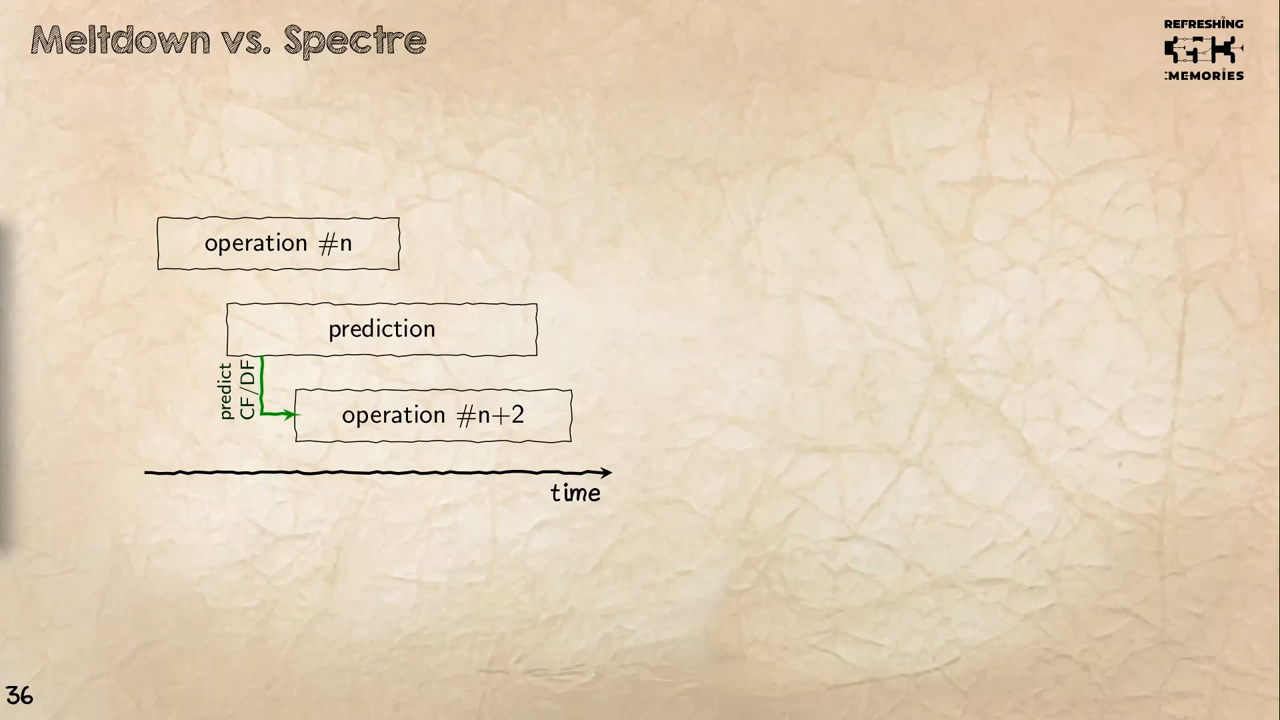 Meltdown vs. Spectre
REFRESHING
MEMORIES
operation #n
prediction
predict
CF/DF
operation #n+2
time
36